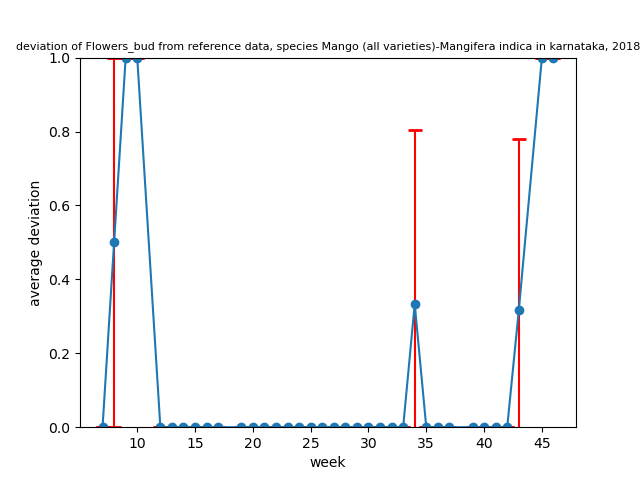 deviation of Flowers_bud from reference data, species Mango (all varieties)-Mangifera indica in karnataka, 2018
1.0
0.8
0.6
0.4
0.2
0.0
average deviation
10 15 20 25 30 35 40 45
week